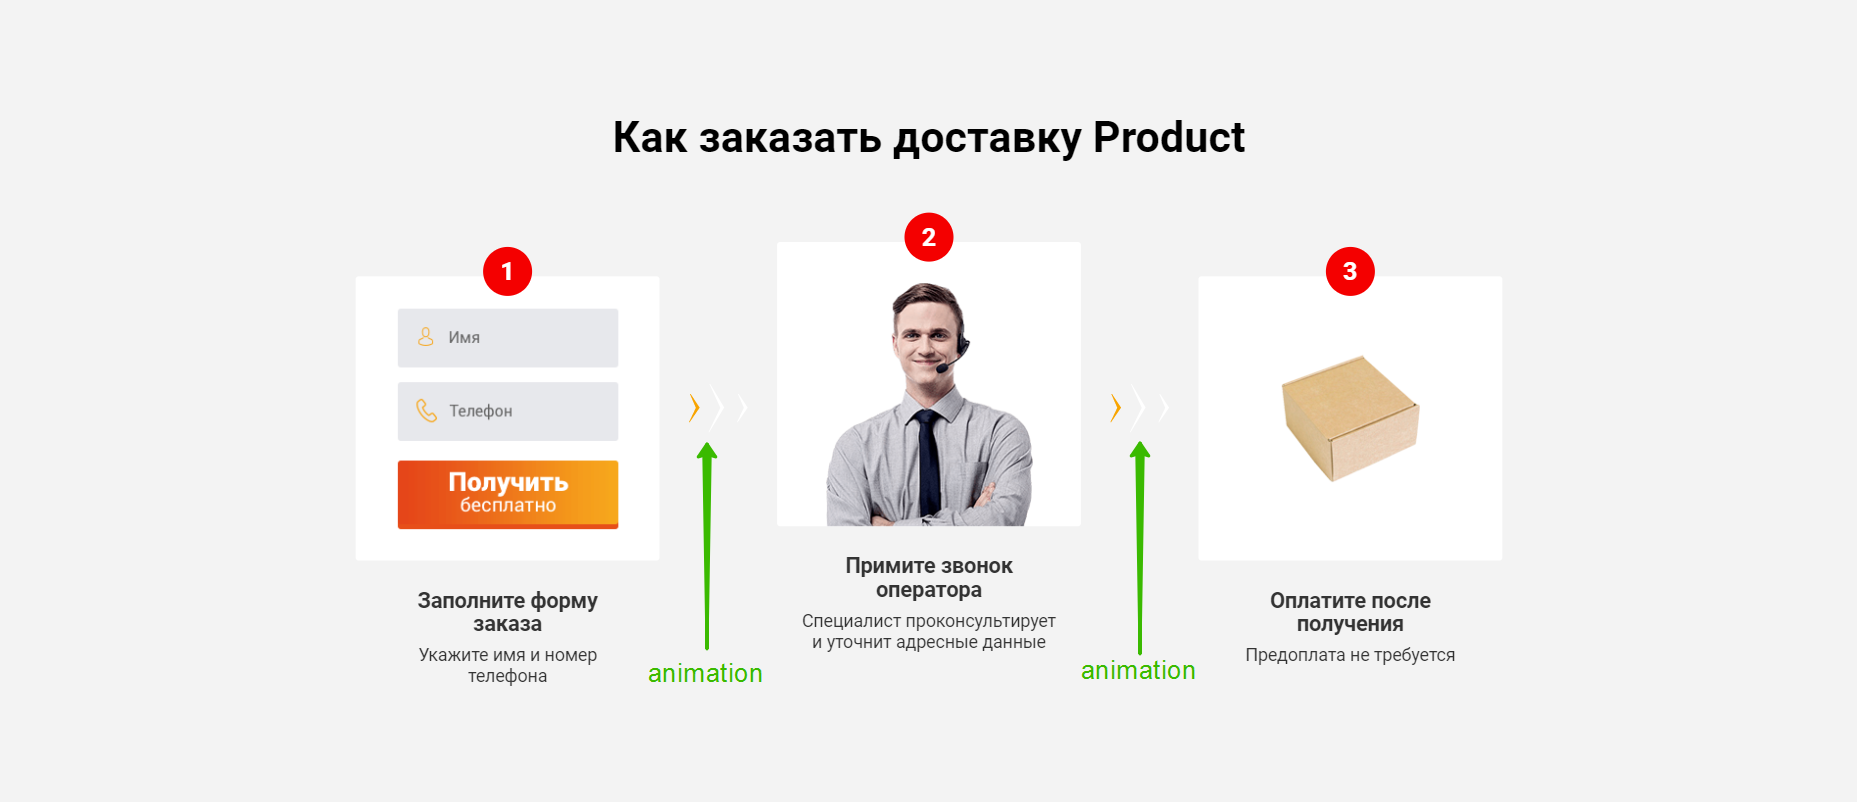 Как заказать доставку Product
1
Имя
Телефон
Получить
бесплатно
Заполните форму
заказа
Укажите имя и номер
телефона
animation
2
Примите звонок
оператора
Специалист проконсультирует
и уточнит адресные данные
animation
3
Оплатите после
получения
Предоплата не требуется